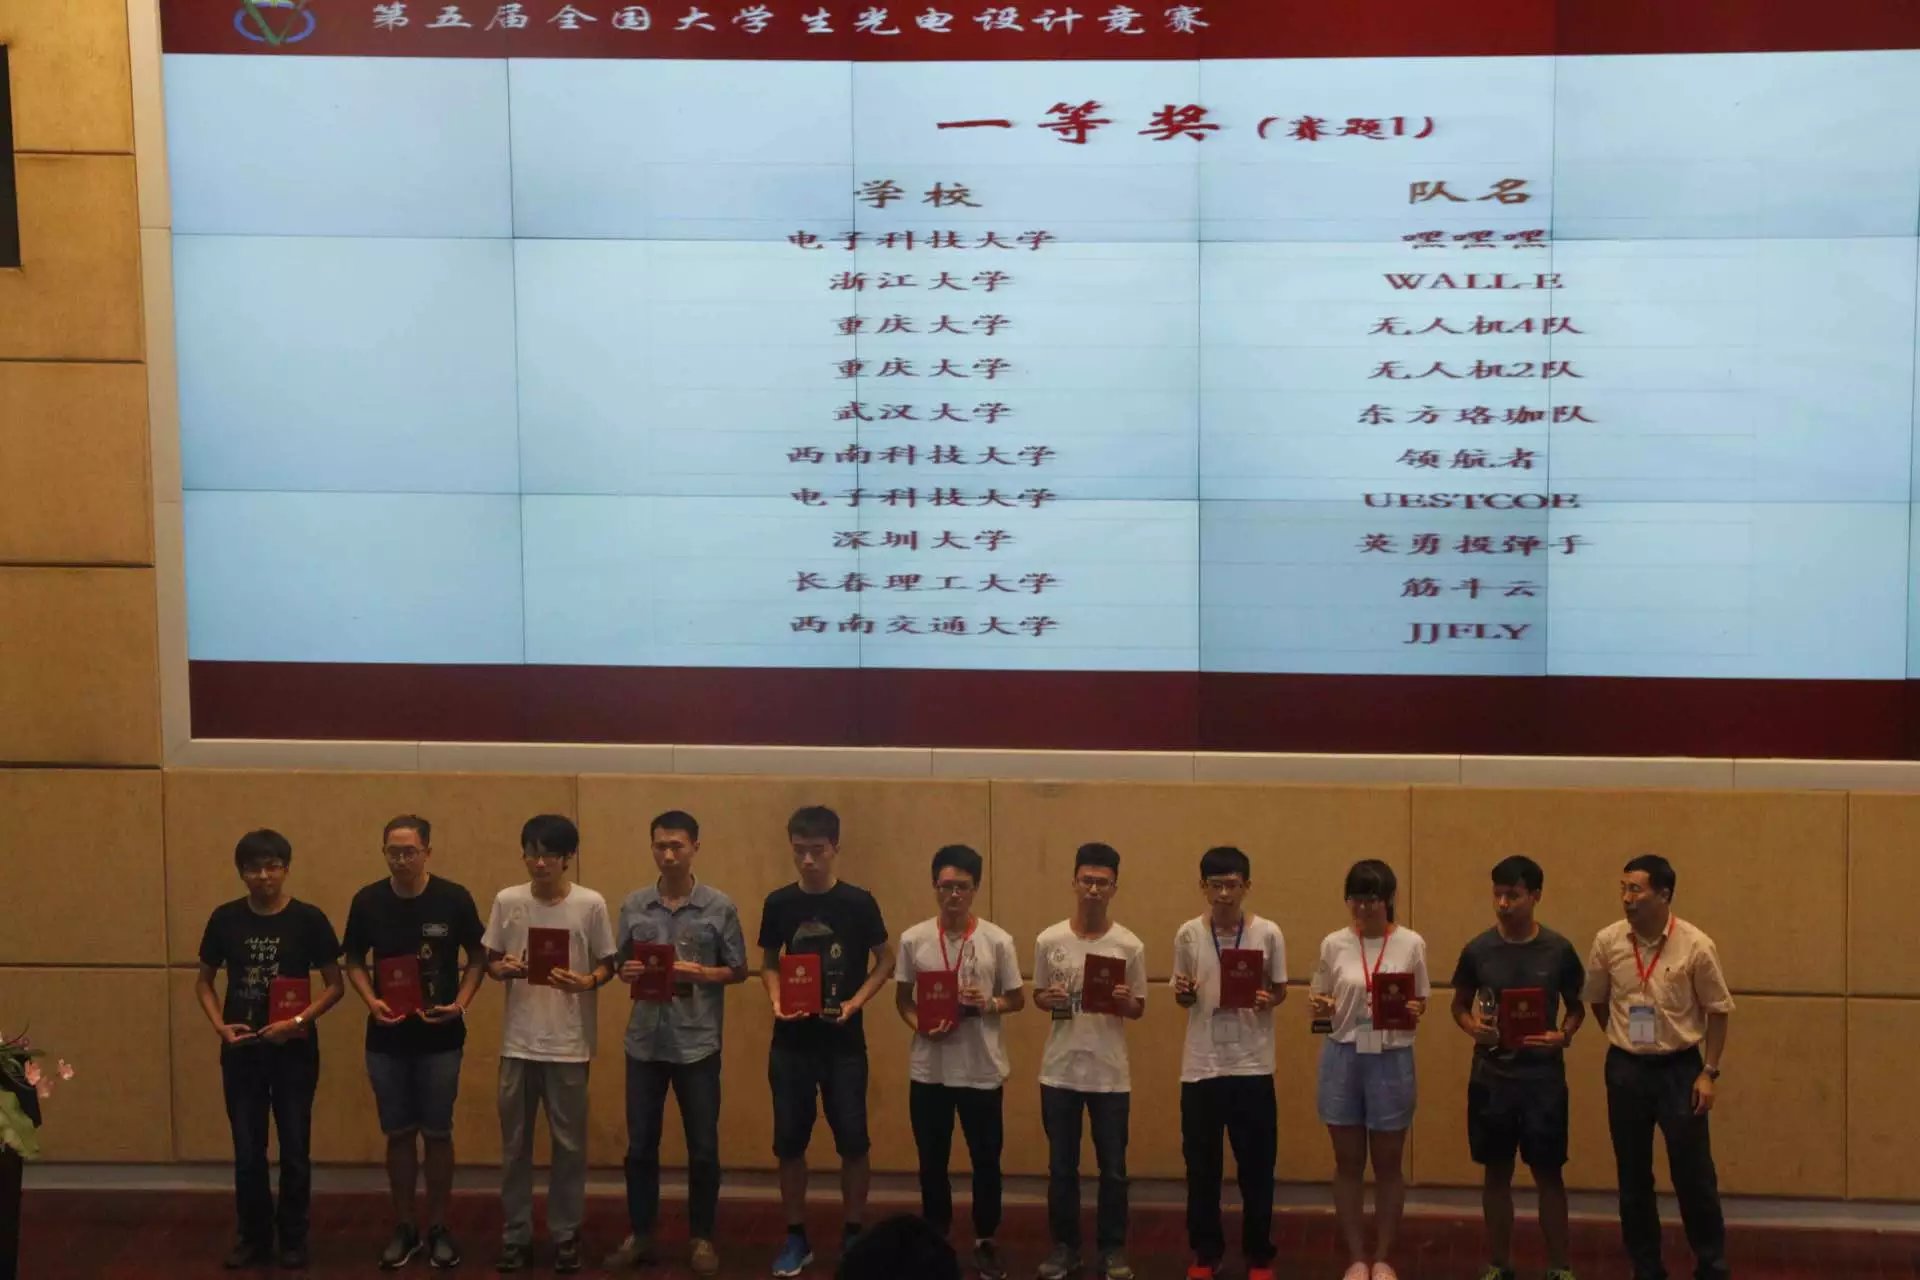 第五届全国大学生光电设计竞赛
一等奖（赛题1）
学校 队名
电子科技大学 嘿嘿嘿
浙江大学 WALL-E
重庆大学 无人机4队
重庆大学 无人机2队
武汉大学 东方珞珈队
西南科技大学 领航者
电子科技大学 UESTCOE
深圳大学 英勇投弹手
长春理工大学 筋斗云
西南交通大学 JJFLY